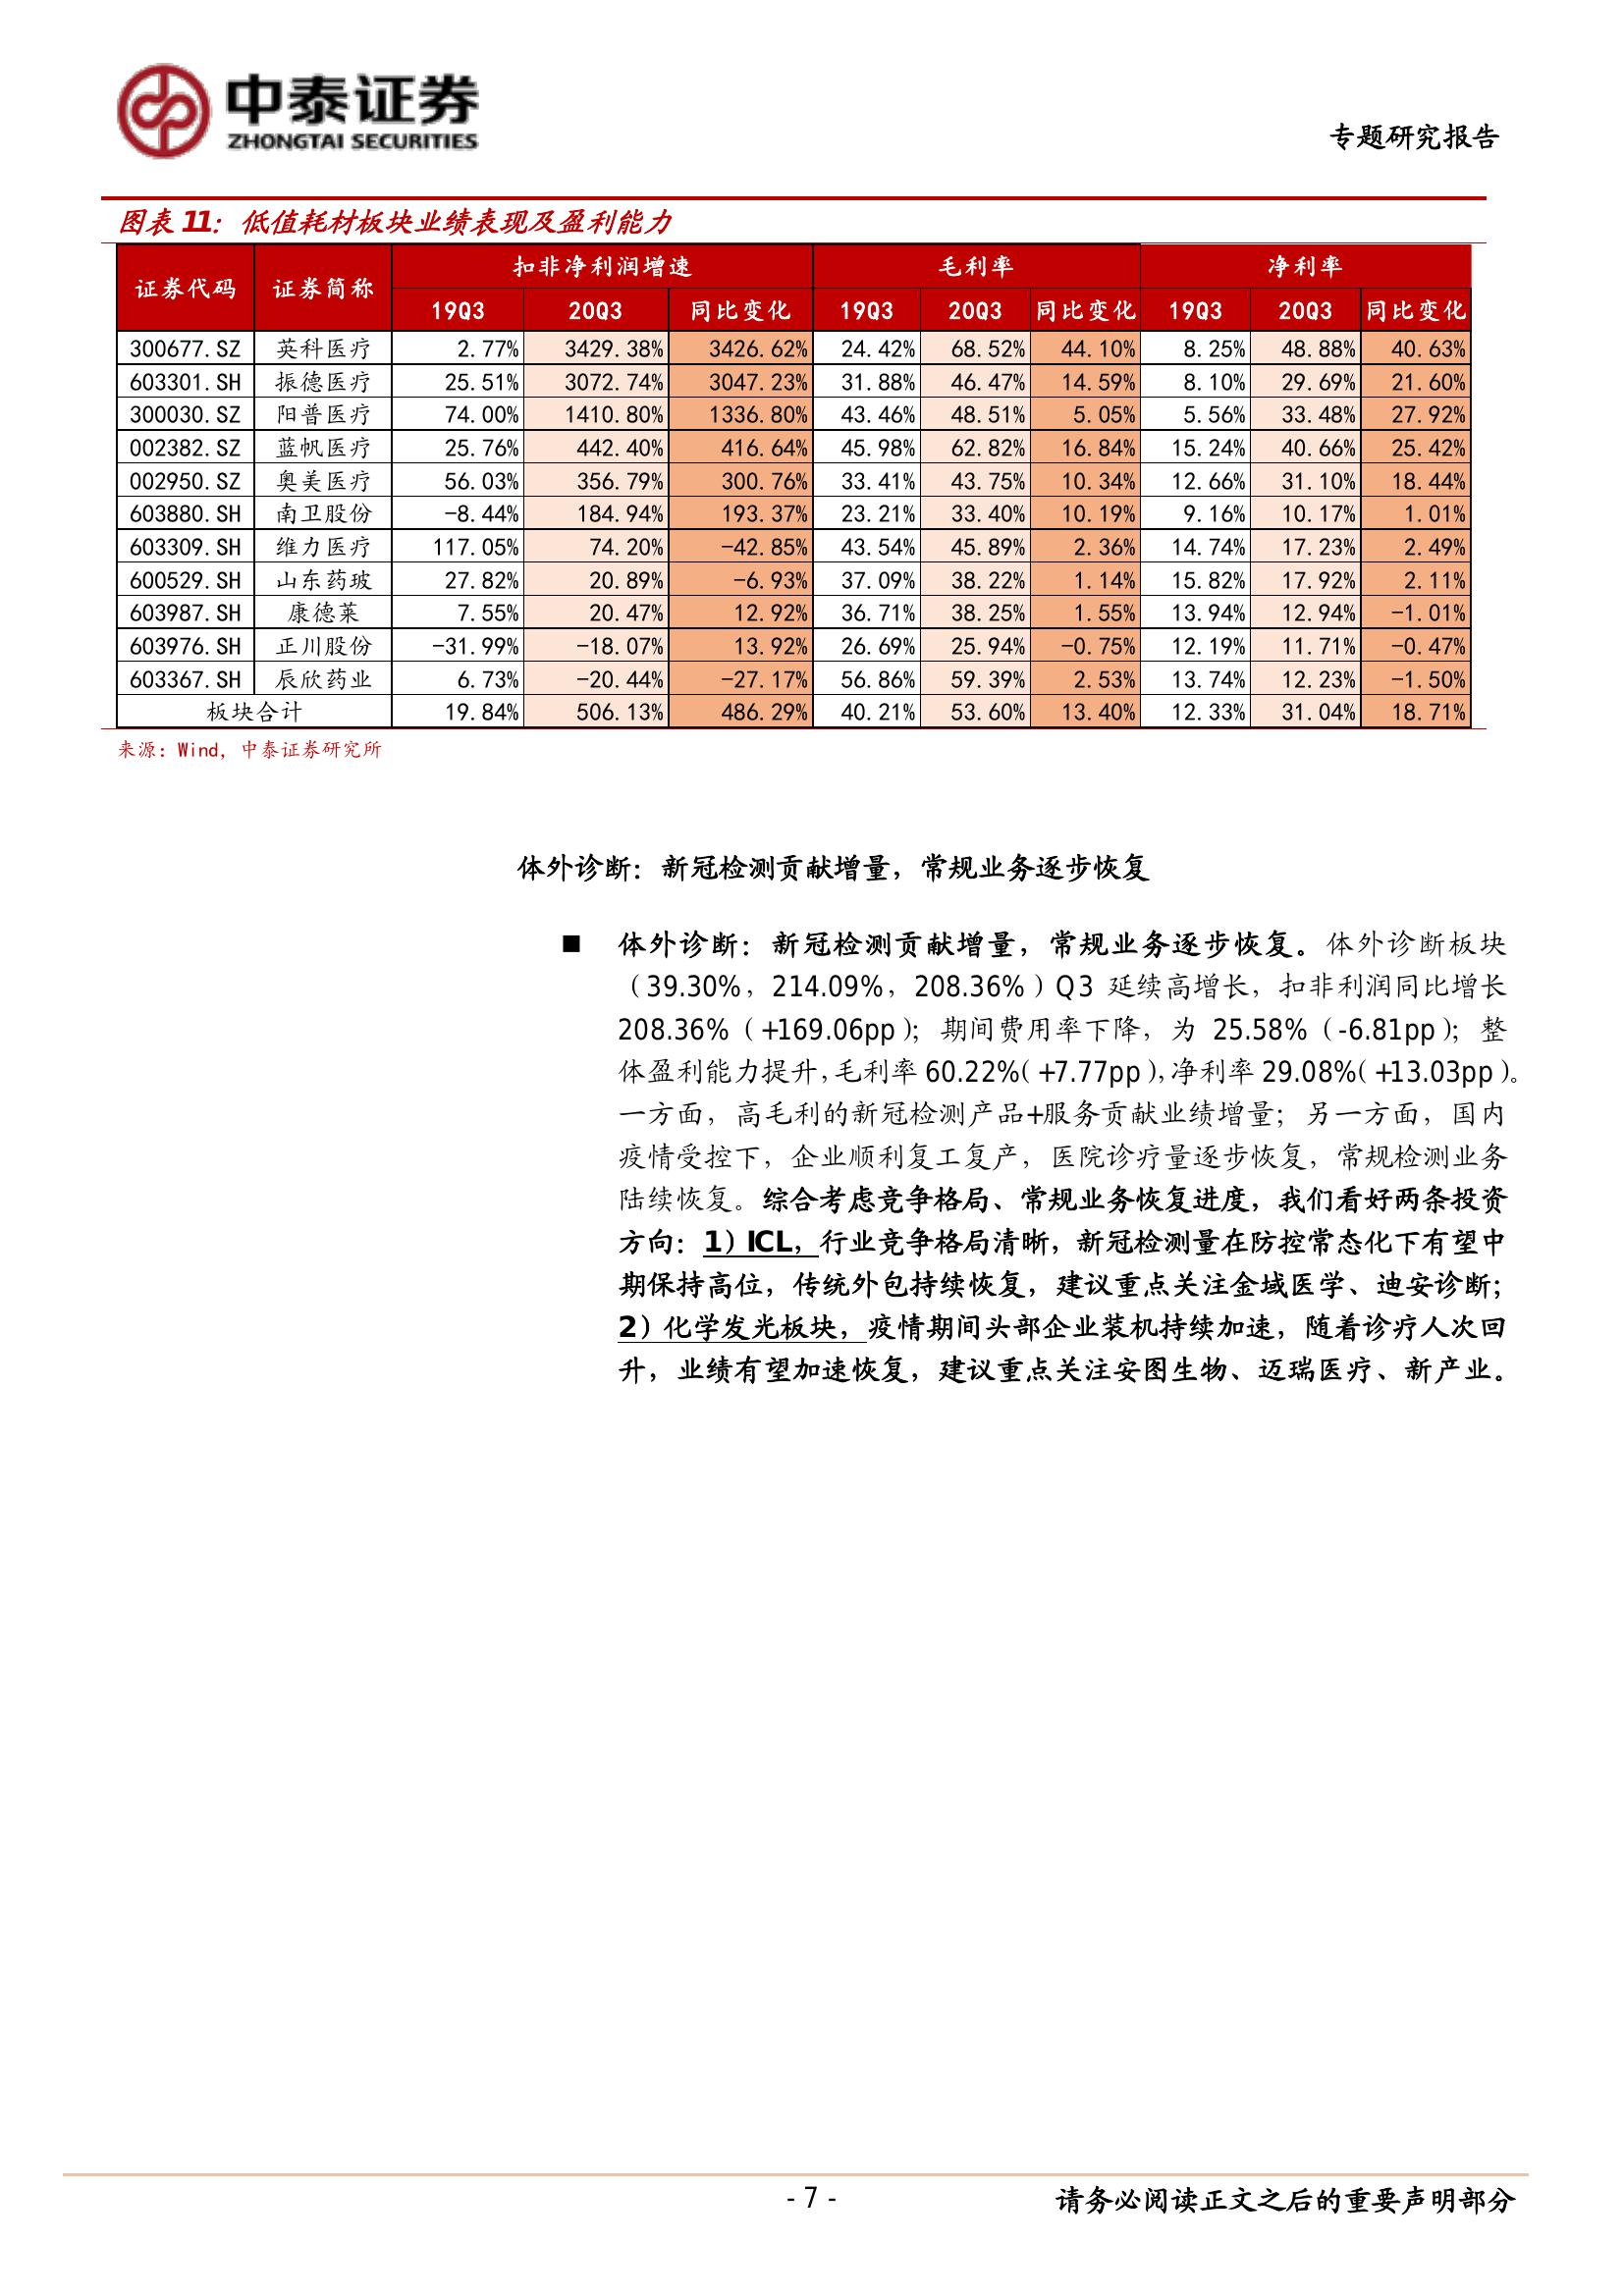 中泰证券
ZHONGTAI SECURITIES
专题研究报告
图表 11：低值耗材板块业绩表现及盈利能力
证券代码 证券简称 扣非净利润增速 毛利率 净利率
19Q3 20Q3 同比变化 19Q3 20Q3 同比变化 19Q3 20Q3 同比变化
300677.SZ 英科医疗 2.77% 3429.38% 3426.62% 24.42% 68.52% 44.10% 8.25% 48.88% 40.63%
603301.SH 振德医疗 25.51% 3072.74% 3047.23% 31.88% 46.47% 14.59% 8.10% 29.69% 21.60%
300030.SZ 阳普医疗 74.00% 1410.80% 1336.80% 43.46% 48.51% 5.05% 5.56% 33.48% 27.92%
002382.SZ 蓝帆医疗 25.76% 442.40% 416.64% 45.98% 62.82% 16.84% 15.24% 40.66% 25.42%
002950.SZ 奥美医疗 56.03% 356.79% 300.76% 33.41% 43.75% 10.34% 12.66% 31.10% 18.44%
603880.SH 南卫股份 -8.44% 184.94% 193.37% 23.21% 33.40% 10.19% 9.16% 10.17% 1.01%
603309.SH 维力医疗 117.05% 74.20% -42.85% 43.54% 45.89% 2.36% 14.74% 17.23% 2.49%
600529.SH 山东药玻 27.82% 20.89% -6.93% 37.09% 38.22% 1.14% 15.82% 17.92% 2.11%
603987.SH 康德莱 7.55% 20.47% 12.92% 36.71% 38.25% 1.55% 13.94% 12.94% -1.01%
603976.SH 正川股份 -31.99% -18.07% 13.92% 26.69% 25.94% -0.75% 12.19% 11.71% -0.47%
603367.SH 辰欣药业 6.73% -20.44% -27.17% 56.86% 59.39% 2.53% 13.74% 12.23% -1.50%
板块合计 19.84% 506.13% 486.29% 40.21% 53.60% 13.40% 12.33% 31.04% 18.71%
来源：Wind，中泰证券研究所
体外诊断：新冠检测贡献增量，常规业务逐步恢复
■ 体外诊断：新冠检测贡献增量，常规业务逐步恢复。体外诊断板块
（39.30%，214.09%，208.36%）Q3 延续高增长，扣非利润同比增长
208.36%（+169.06pp）；期间费用率下降，为 25.58%（-6.81pp）；整
体盈利能力提升，毛利率 60.22%（+7.77pp），净利率 29.08%（+13.03pp）。
一方面，高毛利的新冠检测产品+服务贡献业绩增量；另一方面，国内
疫情受控下，企业顺利复工复产，医院诊疗量逐步恢复，常规检测业务
陆续恢复。综合考虑竞争格局、常规业务恢复进度，我们看好两条投资
方向：1）ICL，行业竞争格局清晰，新冠检测量在防控常态化下有望中
期保持高位，传统外包持续恢复，建议重点关注金域医学、迪安诊断；
2）化学发光板块，疫情期间头部企业装机持续加速，随着诊疗人次回
升，业绩有望加速恢复，建议重点关注安图生物、迈瑞医疗、新产业。
- 7 -
请务必阅读正文之后的重要声明部分